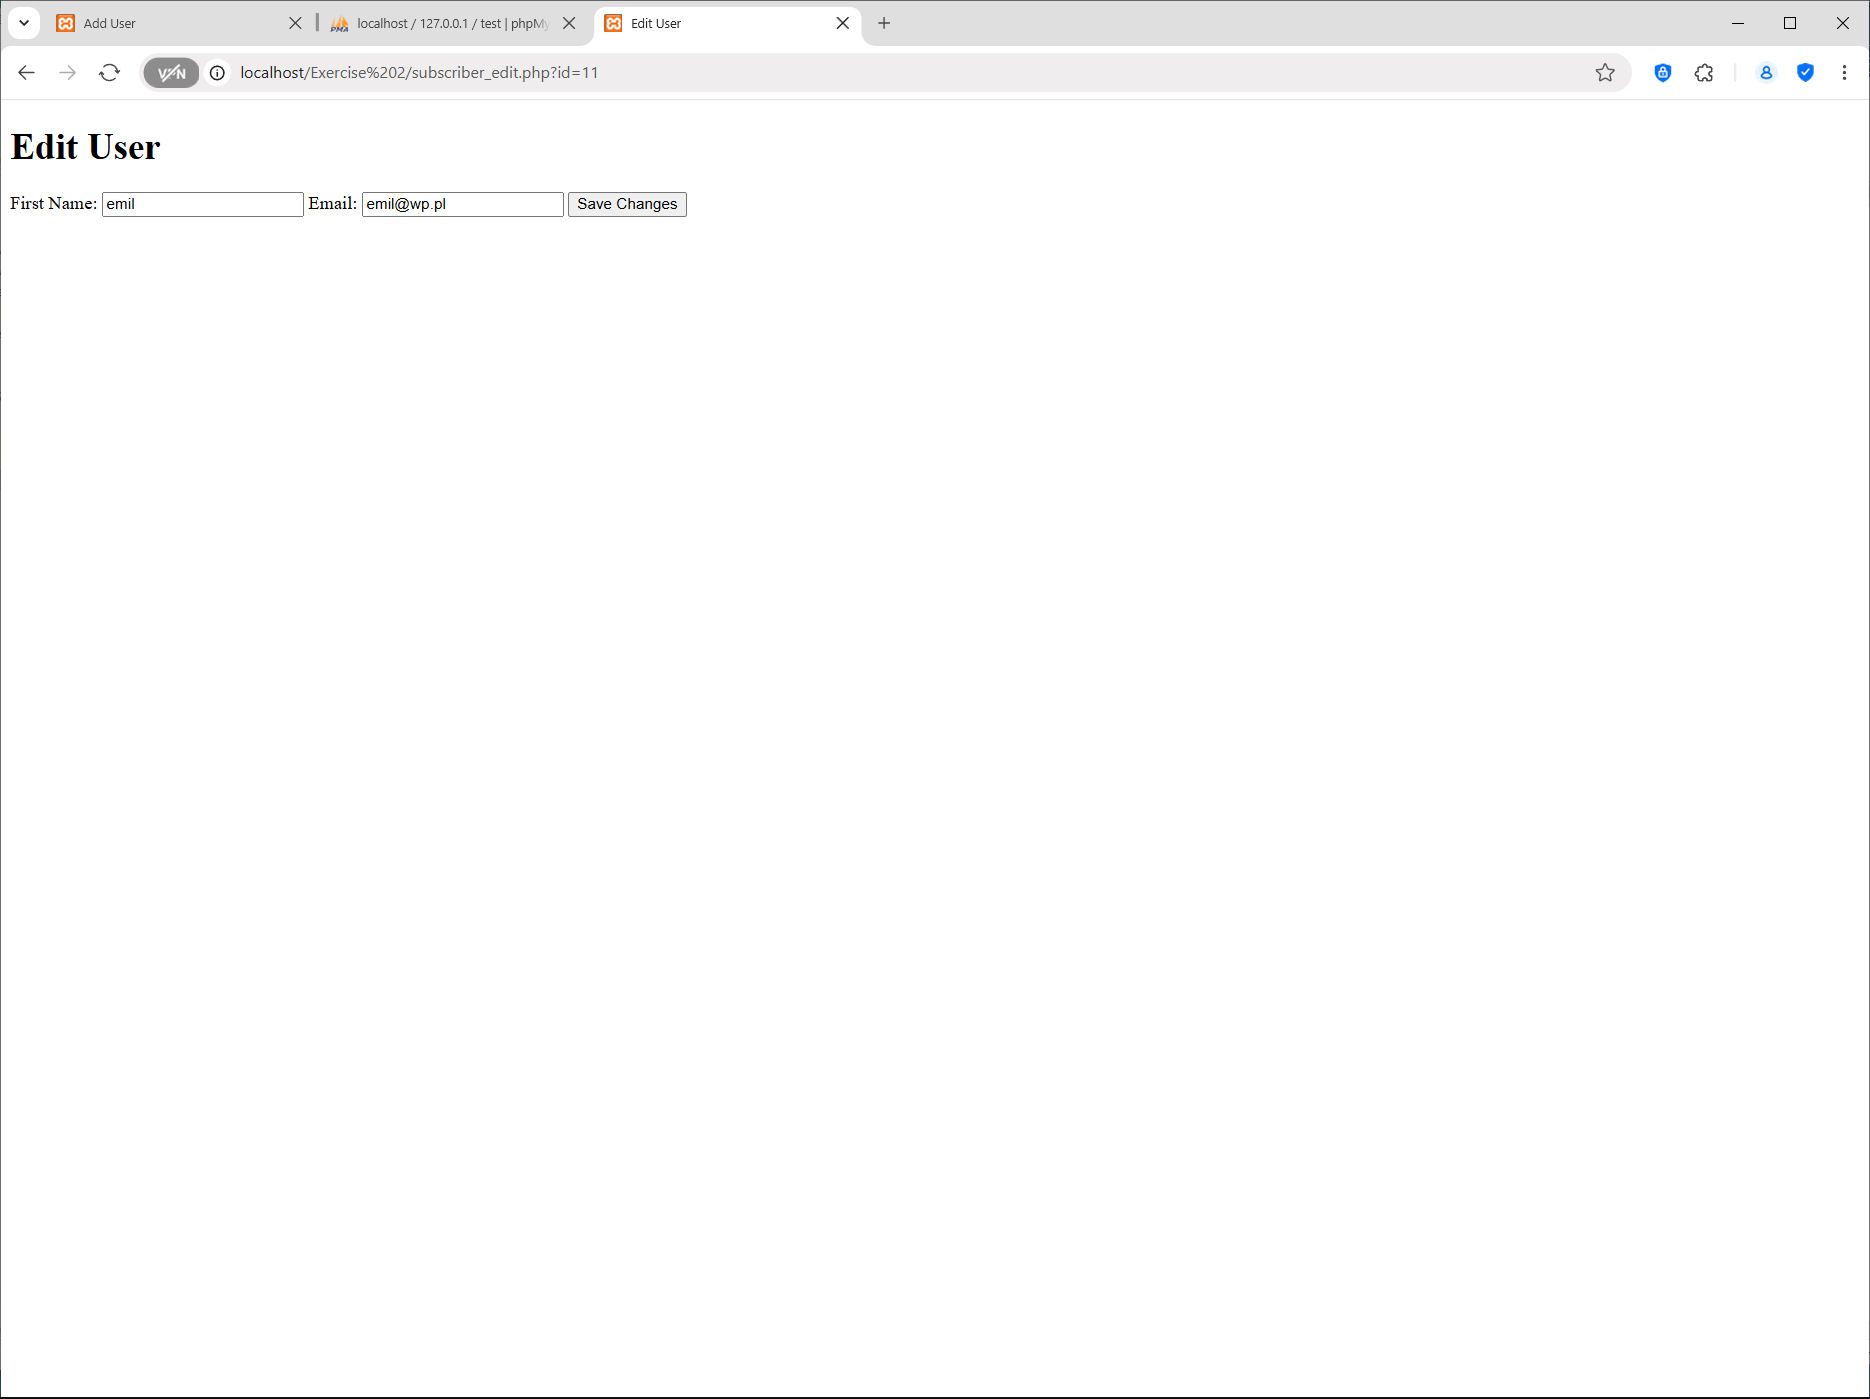 Add User
localhost / 127.0.0.1 / test | phpMy
Edit User
VPN
localhost/Exercise%202/subscriber_edit.php?id=11
Edit User
First Name: emil Email: emil@wp.pl Save Changes